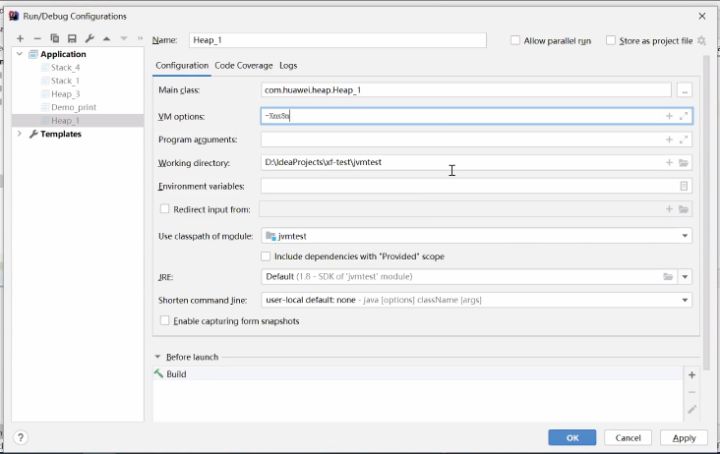 Run/Debug Configurations
Name: Heap_1
Allow parallel run
Store as project file
Application
Stack_4
Stack_1
Heap_3
Demo_print
Heap_1
Templates
Configuration Code Coverage Logs
Main class: com.huawei.heap.Heap_1 ...
VM options:
Program arguments:
Working directory: D:\IdeaProjects\xf-test\jvmtest
Environment variables:
Redirect input from:
Use classpath of module: jvmtest
Include dependencies with "Provided" scope
JRE: Default (1.8 - SDK of 'jvmtest' module)
Shorten command line: user-local default: none - java [options] className [args]
Enable capturing form snapshots
Before launch
Build
? OK Cancel Apply